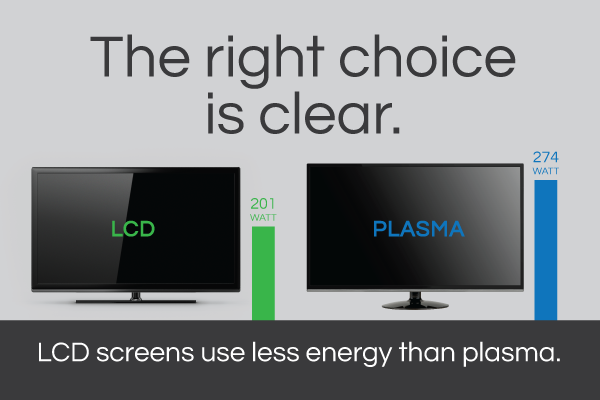 The right choice
is clear.
274
WATT
201
WATT
LCD
PLASMA
LCD screens use less energy than plasma.